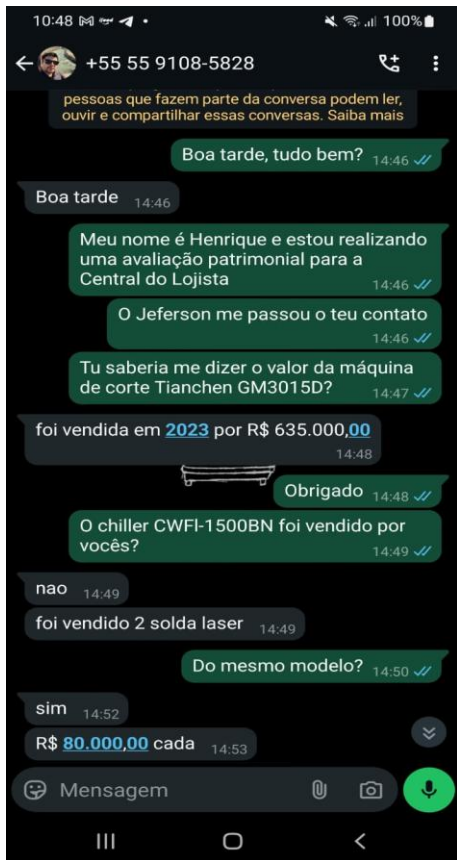 10:48
100%
+55 55 9108-5828
pessoas que fazem parte da conversa podem ler,
ouvir e compartilhar essas conversas. Saiba mais
Boa tarde, tudo bem? 14:46
Boa tarde 14:46
Meu nome é Henrique e estou realizando
uma avaliação patrimonial para a
Central do Lojista 14:46
O Jeferson me passou o teu contato
14:46
Tu saberia me dizer o valor da máquina
de corte Tianchen GM3015D? 14:47
foi vendida em 2023 por R$ 635.000,00
14:48
Obrigado 14:48
O chiller CWFl-1500BN foi vendido por
vocês? 14:49
nao 14:49
foi vendido 2 solda laser 14:49
Do mesmo modelo? 14:50
sim 14:52
R$ 80.000,00 cada 14:53
Mensagem